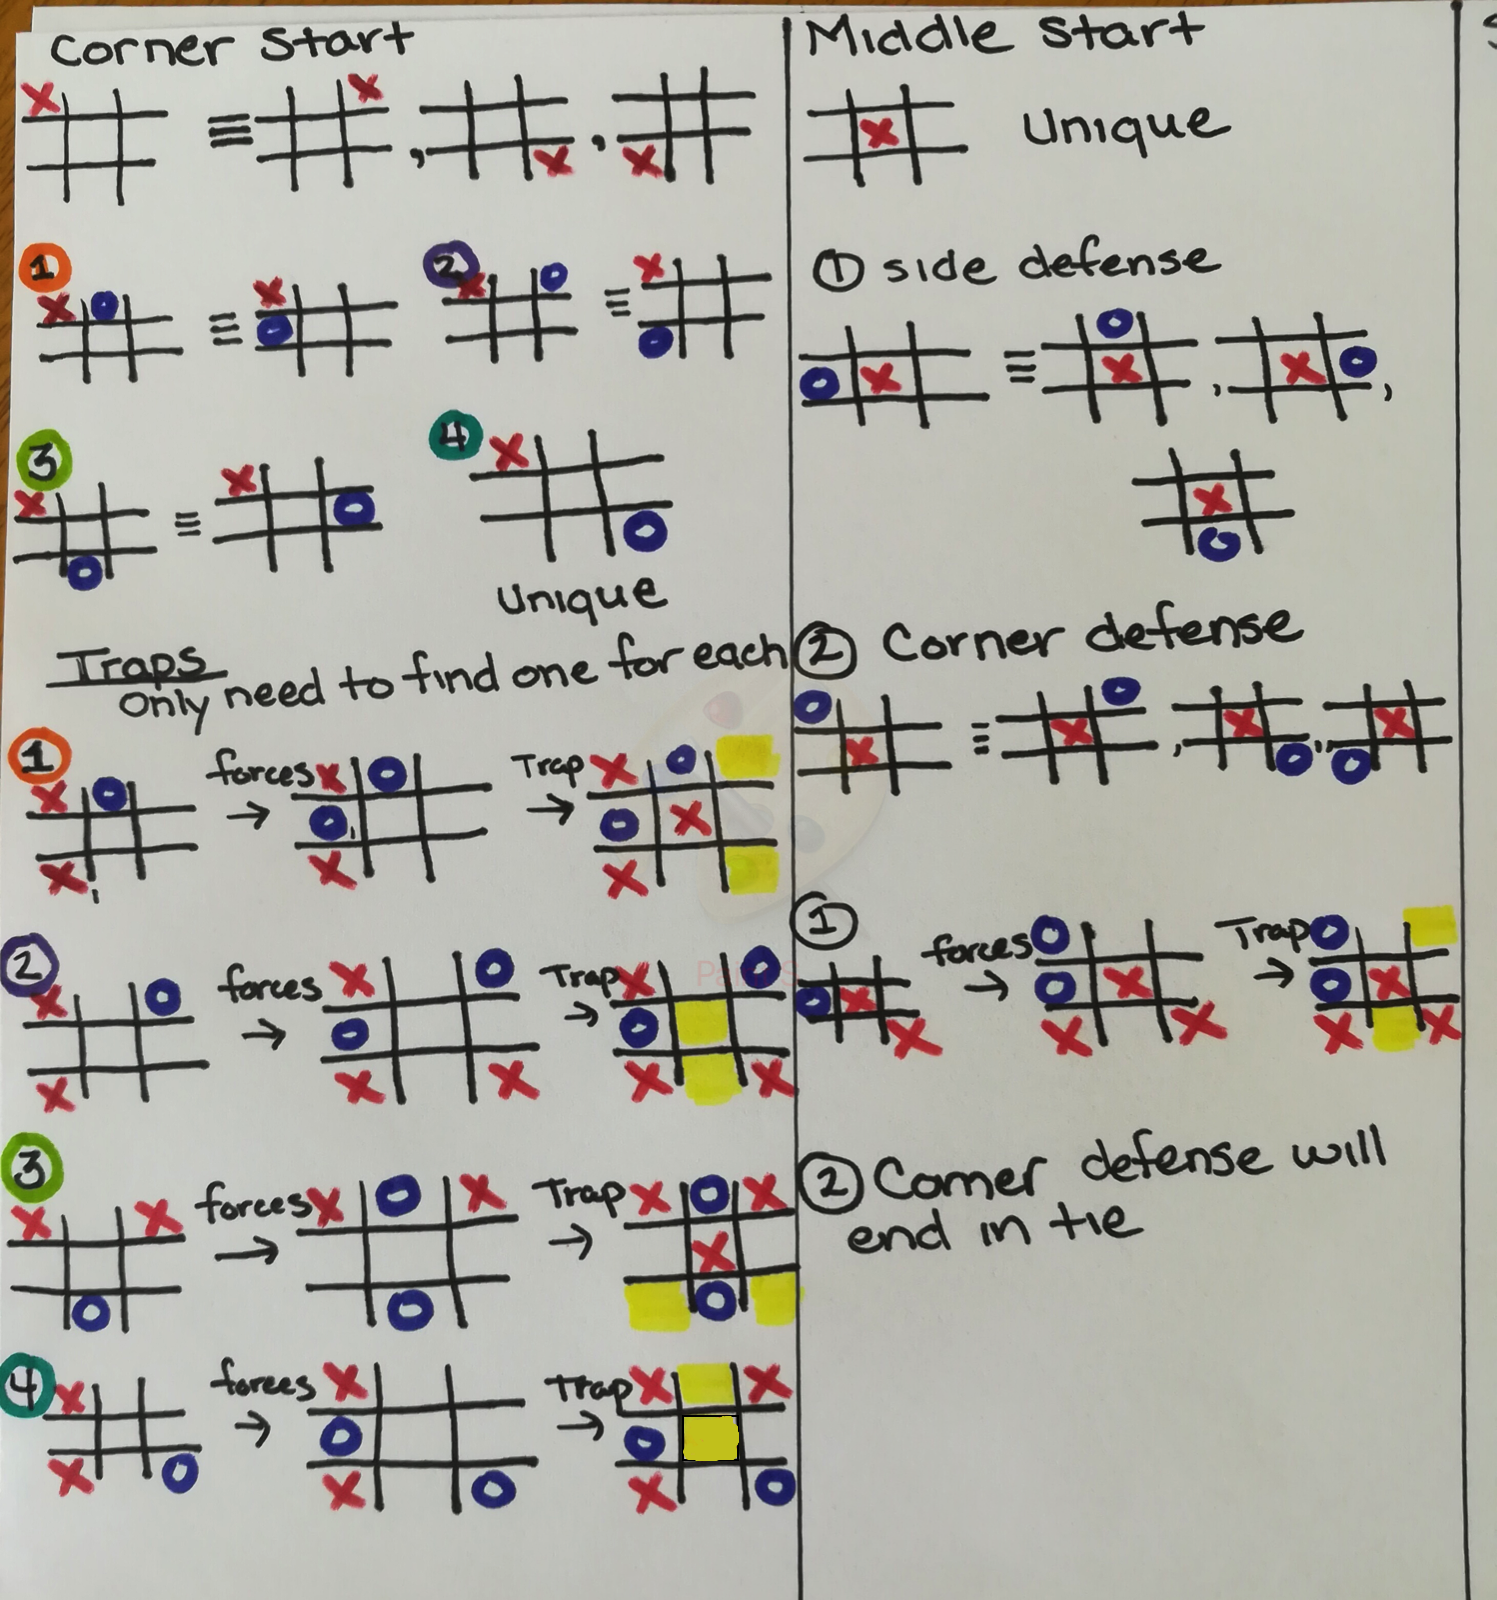 Corner Start
≡ , ,
1 ≡ 2 ≡
3 ≡ 4
Unique
Traps
Only need to find one for each
1 forces → Trap →
2 forces → Trap →
3 forces → Trap →
4 forces → Trap →
Middle Start
Unique
① side defense
≡ , ,
② Corner defense
≡ , ,
① forces → Trap →
② Corner defense will
end in tie